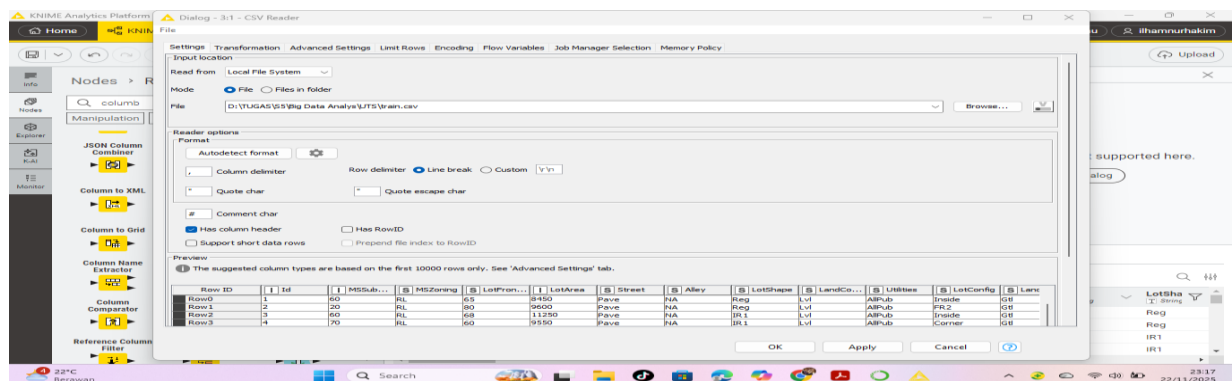 KNIME Analytics Platform
Dialog - 3:1 - CSV Reader
Home
KNIM
File
ilhamnurhakim
Settings Transformation Advanced Settings Limit Rows Encoding Flow Variables Job Manager Selection Memory Policy
Upload
Input location
Info
Nodes > R
Read from Local File System
Mode File Files in folder
Nodes
columb
File D:\TUGAS\S5\Big Data Analys\UTS\train.csv Browse...
Manipulation
Explorer
Reader options
Format
JSON Column Combiner
Autodetect format
K-AI
supported here.
, Column delimiter Row delimiter Line break Custom \r\n
alog
Monitor
Column to XML
" Quote char " Quote escape char
# Comment char
Column to Grid
Has column header Has RowID
Support short data rows Prepend file index to RowID
Column Name Extractor
Preview
The suggested column types are based on the first 10000 rows only. See 'Advanced Settings' tab.
Row ID I Id I MSSub... S MSZoning S LotFron... I LotArea S Street S Alley S LotShape S LandCo... S Utilities S LotConfig S Lanc
Row0 1 60 RL 65 8450 Pave NA Reg Lvl AllPub Inside Gtl
Row1 2 20 RL 80 9600 Pave NA Reg Lvl AllPub FR2 Gtl
Row2 3 60 RL 68 11250 Pave NA IR1 Lvl AllPub Inside Gtl
Row3 4 70 RL 60 9550 Pave NA IR1 Lvl AllPub Corner Gtl
Column Comparator
LotSha
String
Reg
Reg
IR1
IR1
Reference Column Filter
OK Apply Cancel
4
22°C
Berawan
Search
23:17
22/11/2025